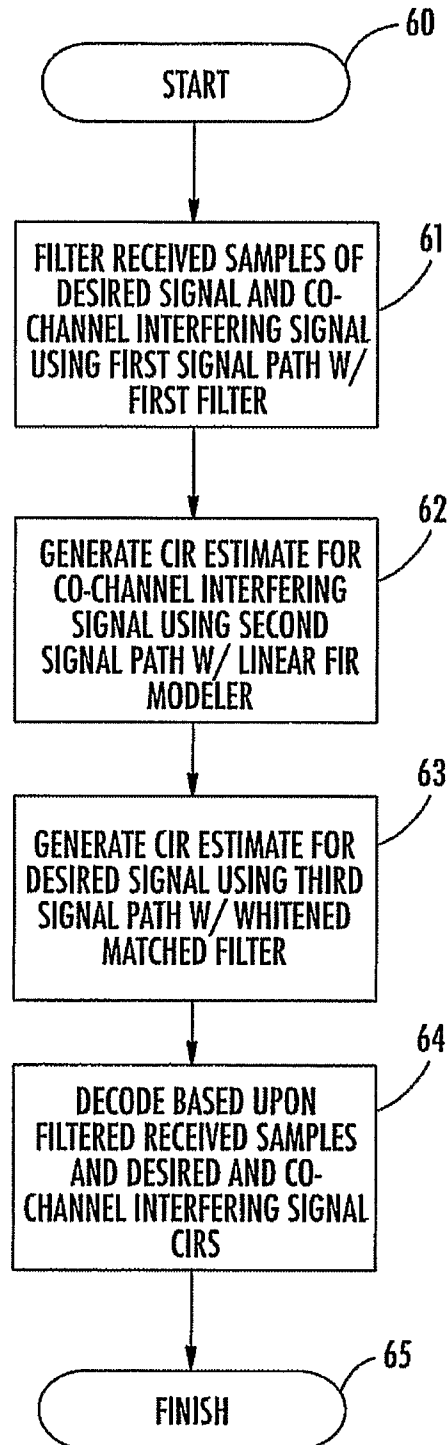 60
START
61
FILTER RECEIVED SAMPLES OF
DESIRED SIGNAL AND CO-
CHANNEL INTERFERING SIGNAL
USING FIRST SIGNAL PATH W/
FIRST FILTER
62
GENERATE CIR ESTIMATE FOR
CO-CHANNEL INTERFERING
SIGNAL USING SECOND
SIGNAL PATH W/ LINEAR FIR
MODELER
63
GENERATE CIR ESTIMATE FOR
DESIRED SIGNAL USING THIRD
SIGNAL PATH W/ WHITENED
MATCHED FILTER
64
DECODE BASED UPON
FILTERED RECEIVED SAMPLES
AND DESIRED AND CO-
CHANNEL INTERFERING SIGNAL
CIRS
65
FINISH